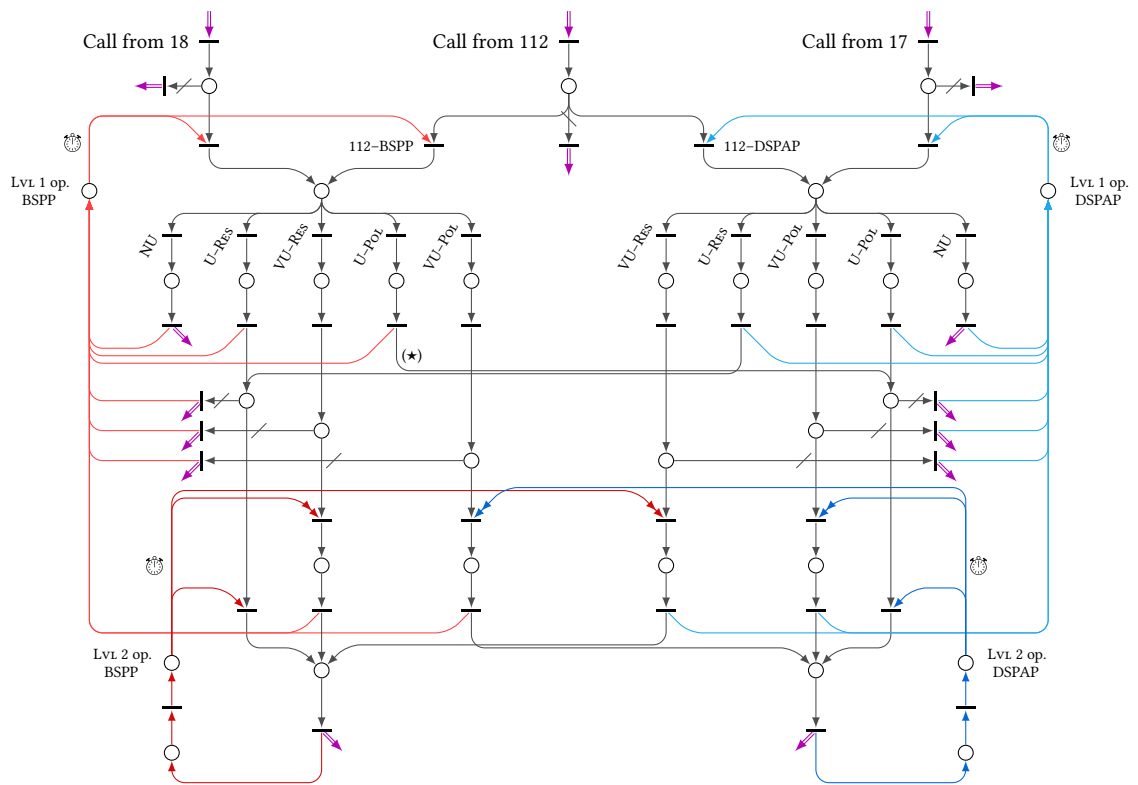 Call from 18
Call from 112
Call from 17
112–BSPP
112–DSPAP
Lvl 1 op.
BSPP
Lvl 1 op.
DSPAP
NU
U–Res
VU–Res
U–Pol
VU–Pol
VU–Res
U–Res
VU–Pol
U–Pol
NU
(★)
Lvl 2 op.
BSPP
Lvl 2 op.
DSPAP